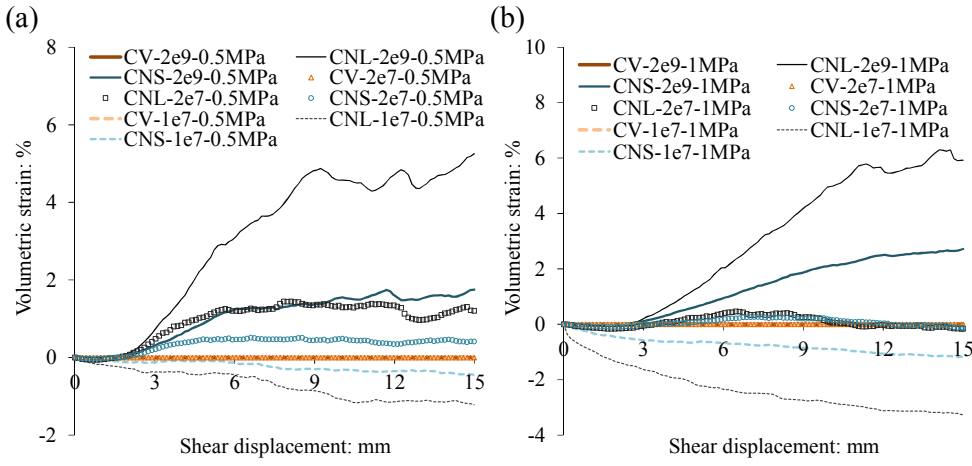 (a)
8
6
4
2
0
-2
0
3
6
9
12
15
Volumetric strain: %
Shear displacement: mm
CV-2e9-0.5MPa
CNL-2e9-0.5MPa
CNS-2e9-0.5MPa
CV-2e7-0.5MPa
CNL-2e7-0.5MPa
CNS-2e7-0.5MPa
CV-1e7-0.5MPa
CNL-1e7-0.5MPa
CNS-1e7-0.5MPa
(b)
10
8
6
4
2
0
-2
-4
0
3
6
9
12
15
Volumetric strain: %
Shear displacement: mm
CV-2e9-1MPa
CNL-2e9-1MPa
CNS-2e9-1MPa
CV-2e7-1MPa
CNL-2e7-1MPa
CNS-2e7-1MPa
CV-1e7-1MPa
CNL-1e7-1MPa
CNS-1e7-1MPa